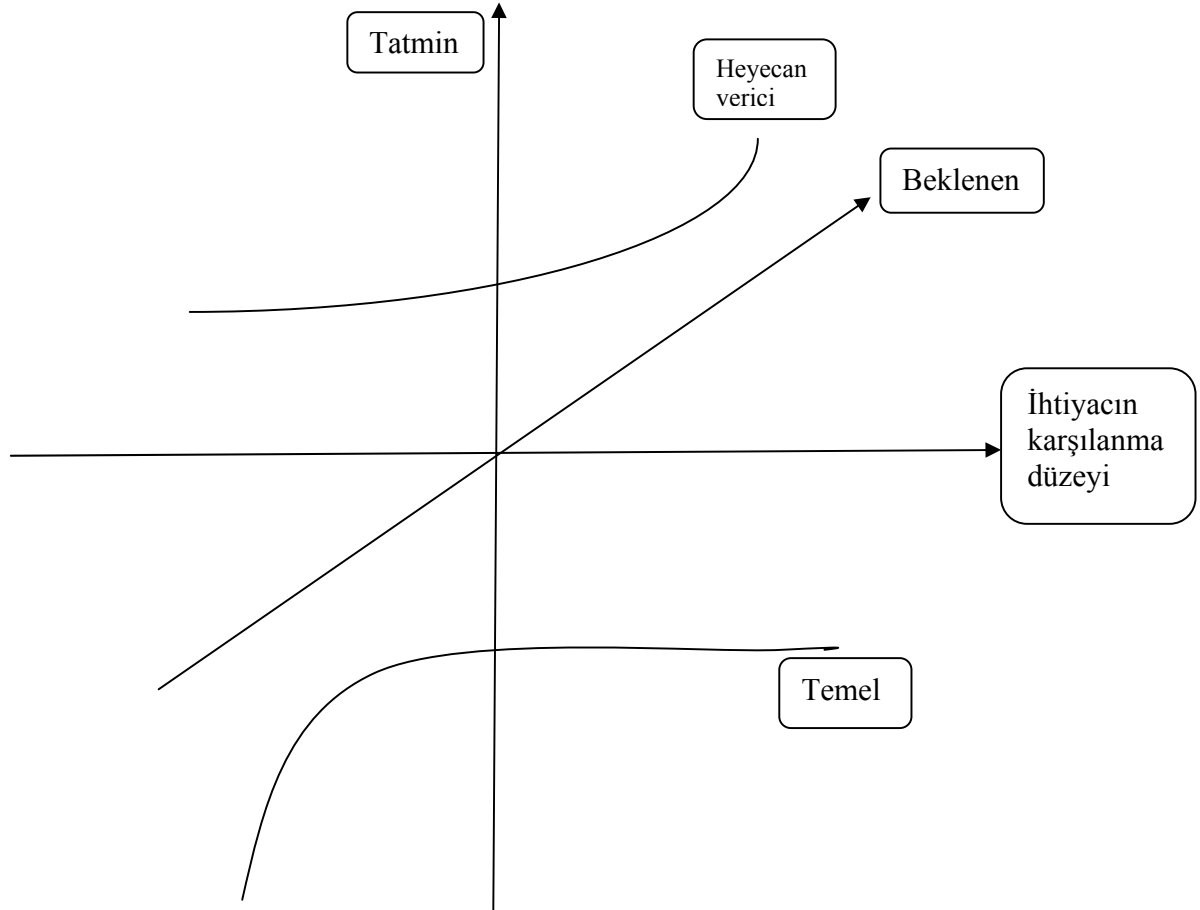 Tatmin
Heyecan
verici
Beklenen
İhtiyacın
karşılanma
düzeyi
Temel